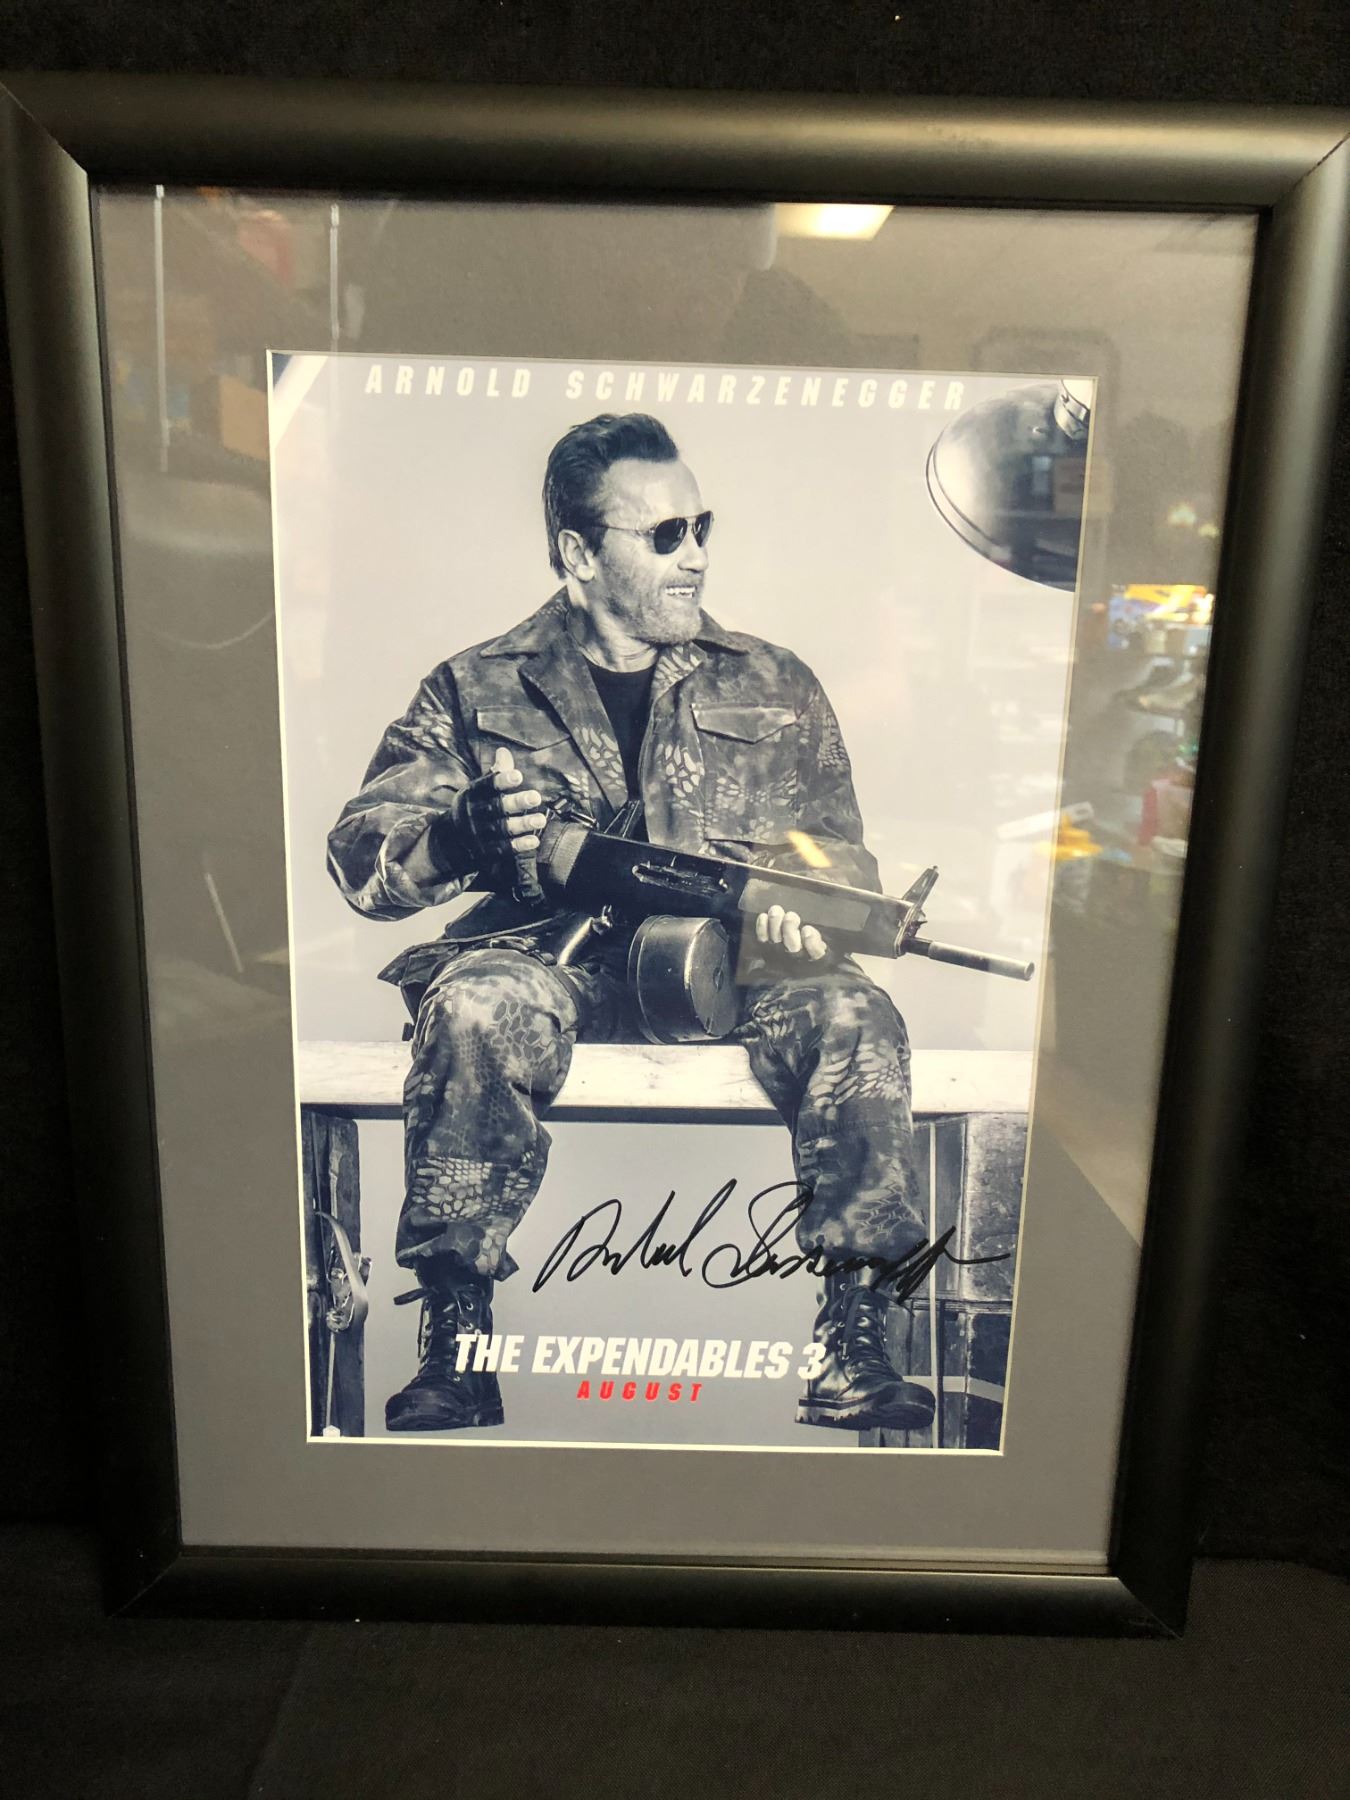 ARNOLD SCHWARZENEGGER
THE EXPENDABLES 3
AUGUST